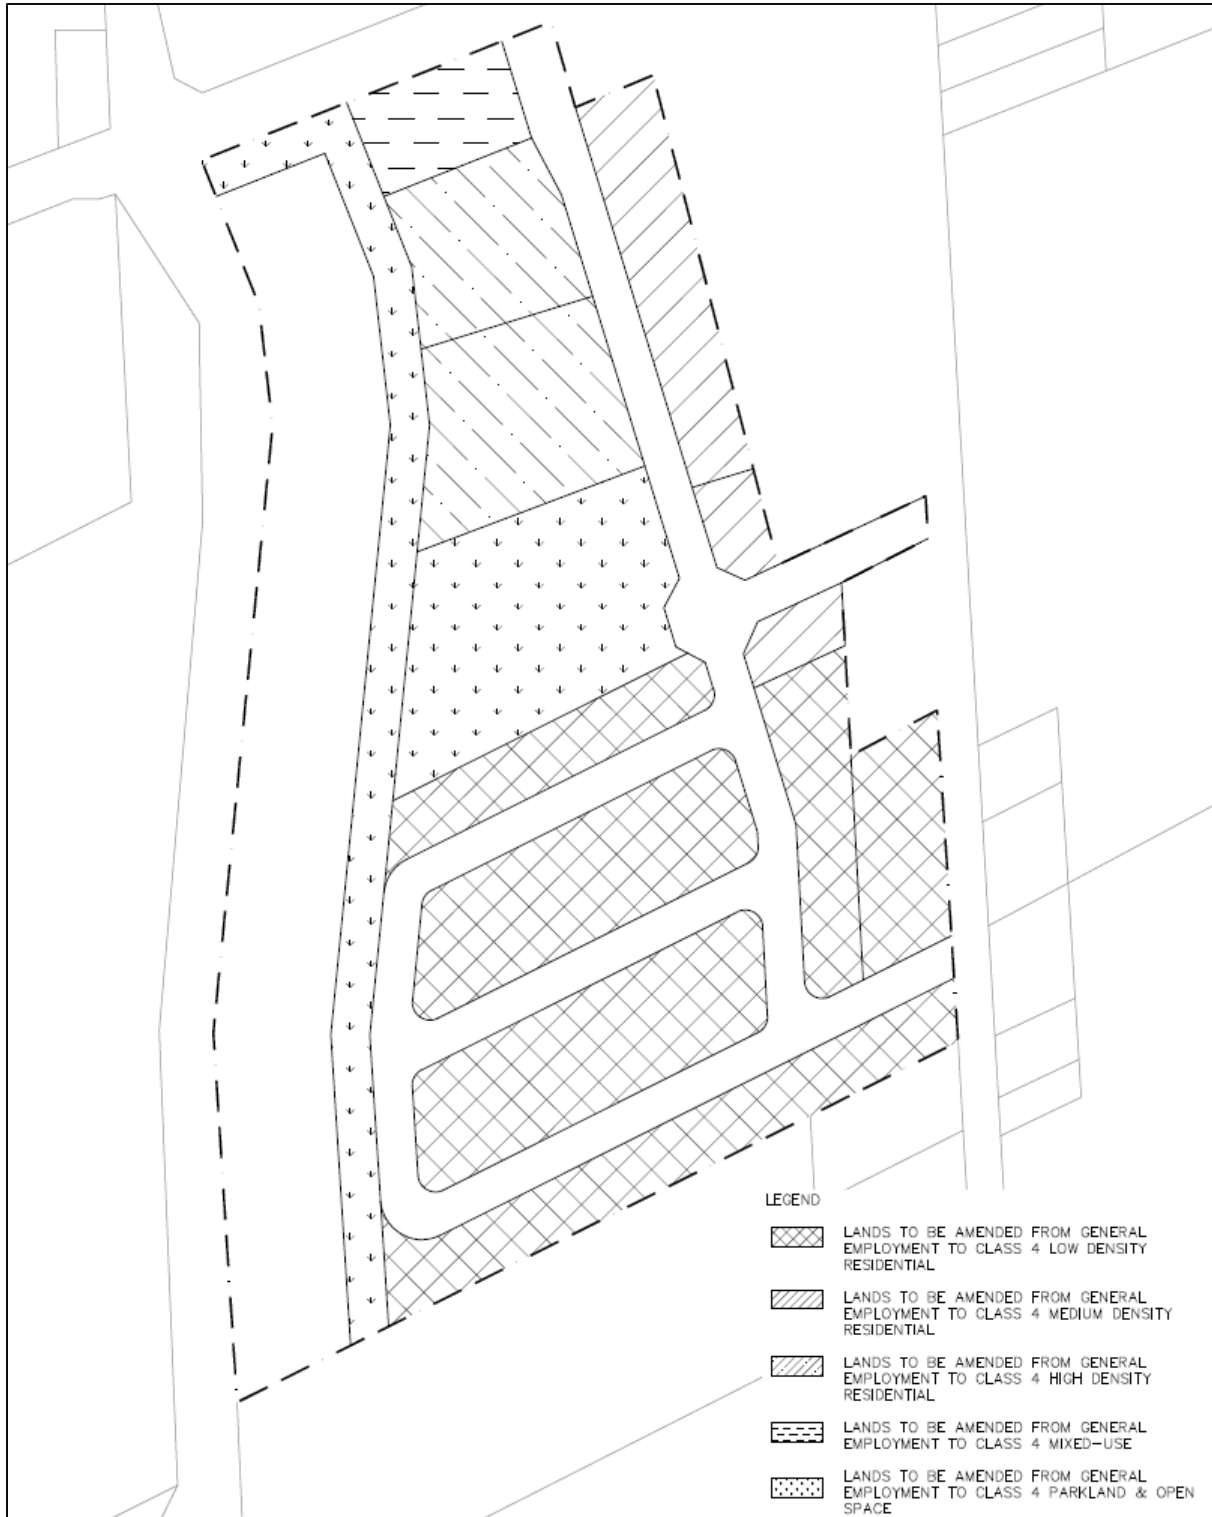 LEGEND
LANDS TO BE AMENDED FROM GENERAL
EMPLOYMENT TO CLASS 4 LOW DENSITY
RESIDENTIAL
LANDS TO BE AMENDED FROM GENERAL
EMPLOYMENT TO CLASS 4 MEDIUM DENSITY
RESIDENTIAL
LANDS TO BE AMENDED FROM GENERAL
EMPLOYMENT TO CLASS 4 HIGH DENSITY
RESIDENTIAL
LANDS TO BE AMENDED FROM GENERAL
EMPLOYMENT TO CLASS 4 MIXED-USE
LANDS TO BE AMENDED FROM GENERAL
EMPLOYMENT TO CLASS 4 PARKLAND & OPEN
SPACE